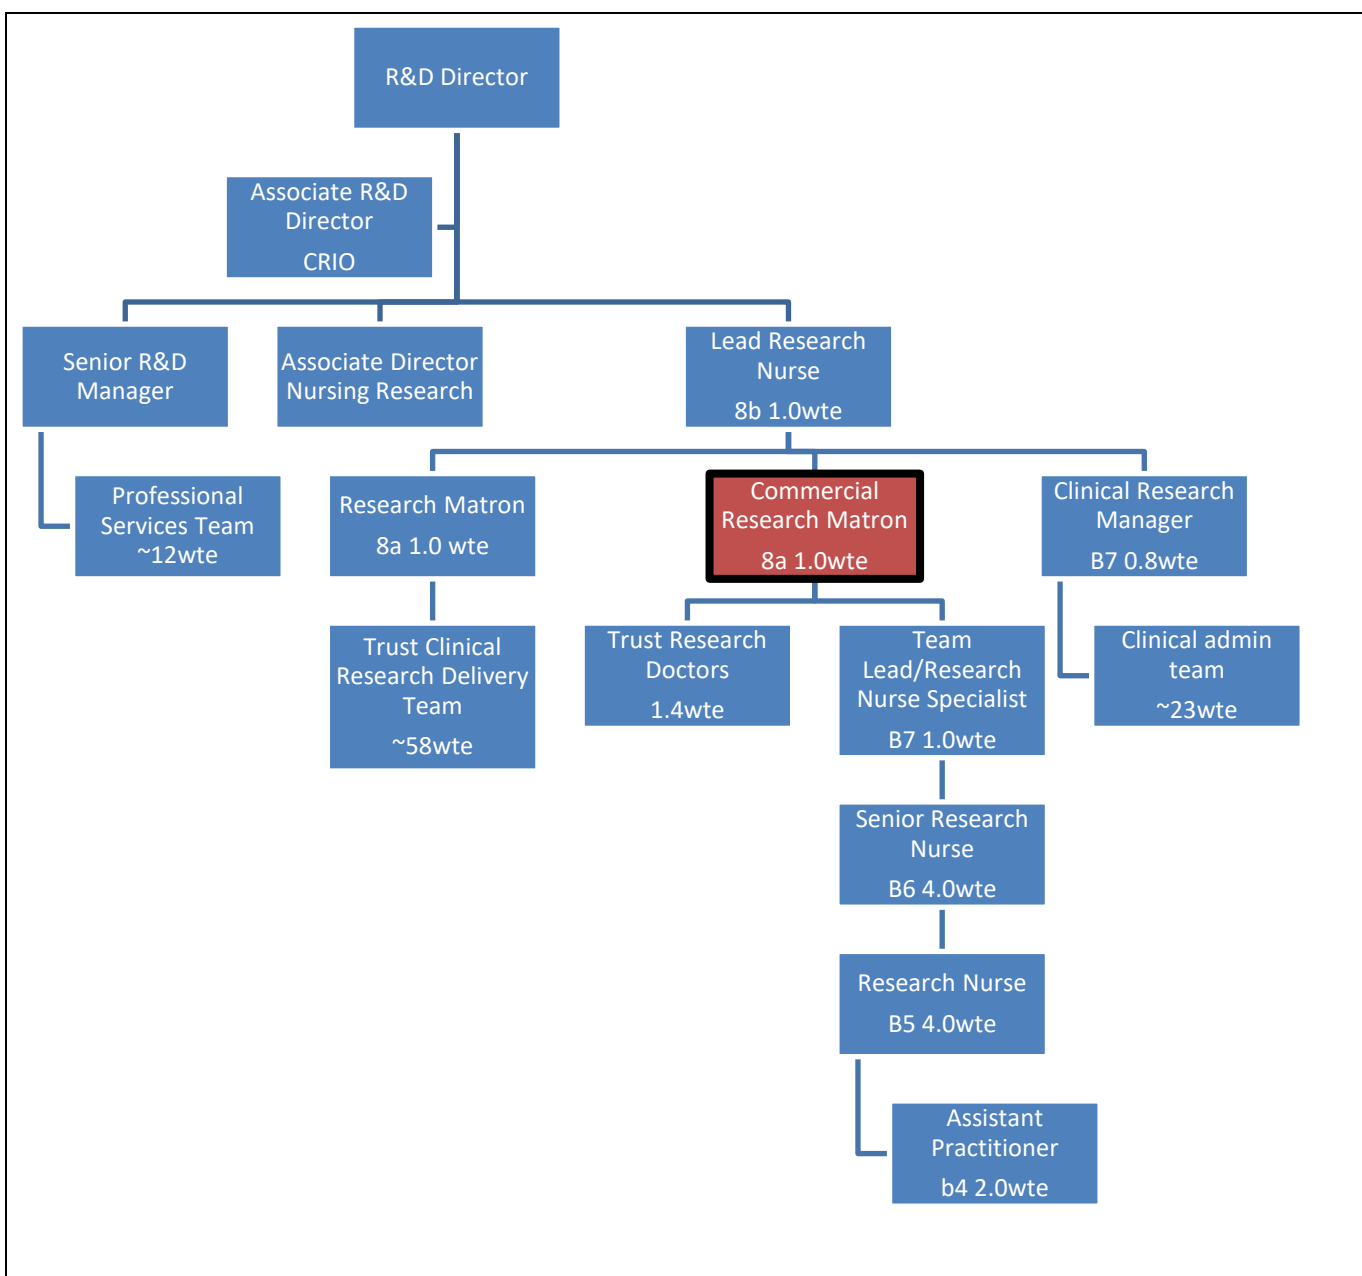 R&D Director
Associate R&D
Director
CRIO
Senior R&D
Manager
Associate Director
Nursing Research
Lead Research
Nurse
8b 1.0wte
Professional
Services Team
~12wte
Research Matron
8a 1.0 wte
Commercial
Research Matron
8a 1.0wte
Clinical Research
Manager
B7 0.8wte
Trust Clinical
Research Delivery
Team
~58wte
Trust Research
Doctors
1.4wte
Team
Lead/Research
Nurse Specialist
B7 1.0wte
Clinical admin
team
~23wte
Senior Research
Nurse
B6 4.0wte
Research Nurse
B5 4.0wte
Assistant
Practitioner
b4 2.0wte